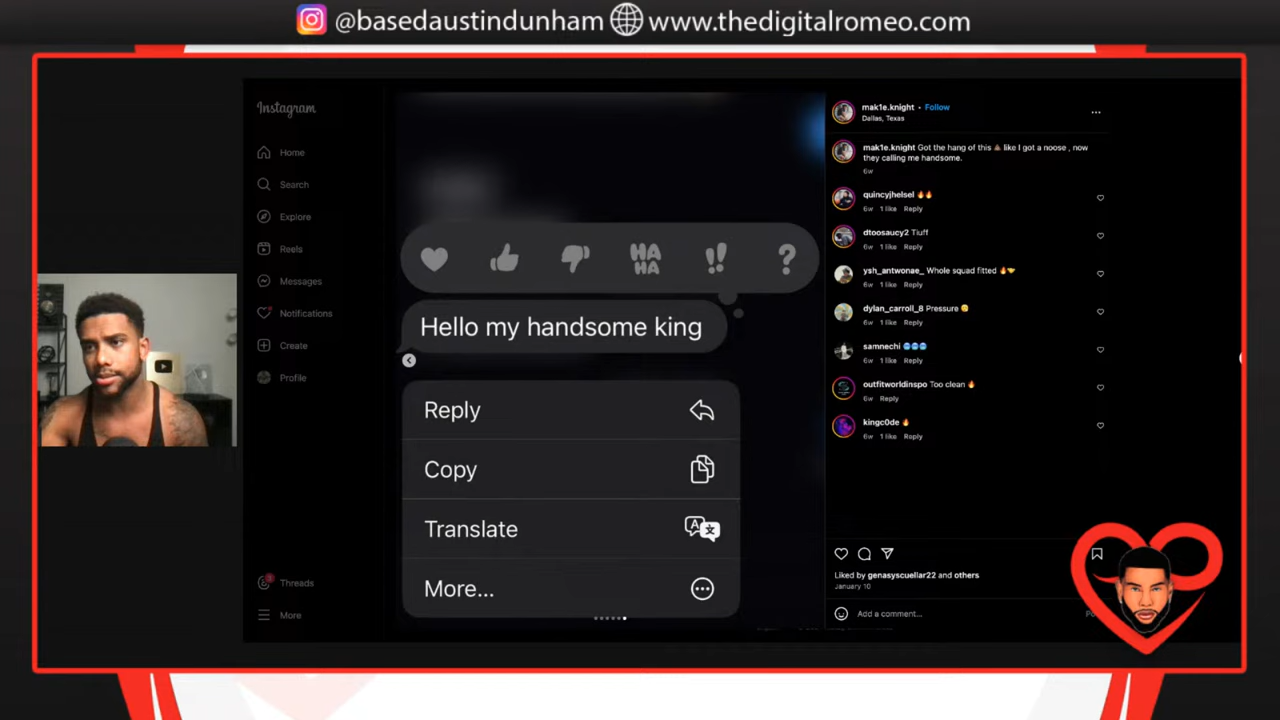 @basedaustindunham www.thedigitalromeo.com
Instagram
Home
Search
Explore
Reels
Messages
Notifications
Create
Profile
Threads
More
HA
HA
!!
?
Hello my handsome king
Reply
Copy
Translate
More...
mak1e.knight • Follow
Dallas, Texas
mak1e.knight Got the hang of this 💩 like I got a noose , now
they calling me handsome.
6w
quincyjhelsel 🔥🔥
6w 1 like Reply
dtoosaucy2 Tiuff
6w 1 like Reply
ysh_antwonae_ Whole squad fitted 🔥🤝
6w 1 like Reply
dylan_carroll_8 Pressure
6w 1 like Reply
samnechi 🥶🥶🥶
6w 1 like Reply
outfitworldinspo Too clean 🔥
6w Reply
kingc0de 🔥
6w 1 like Reply
Liked by genasyscuellar22 and others
January 10
Add a comment...